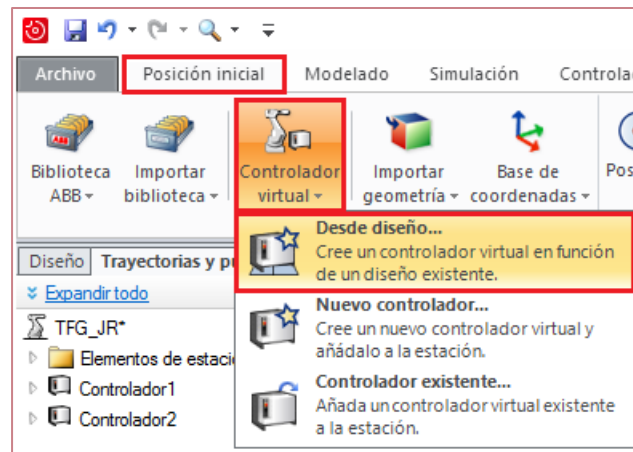 Archivo Posición inicial Modelado Simulación
Biblioteca ABB
Importar biblioteca
Controlador virtual
Importar geometría
Base de coordenadas
Desde diseño...
Cree un controlador virtual en función
de un diseño existente.
Nuevo controlador...
Cree un nuevo controlador virtual y
añádalo a la estación.
Controlador existente...
Añada un controlador virtual existente
a la estación.
Diseño Trayectorias y
Expandir todo
TFG_JR*
Elementos de
Controlador1
Controlador2